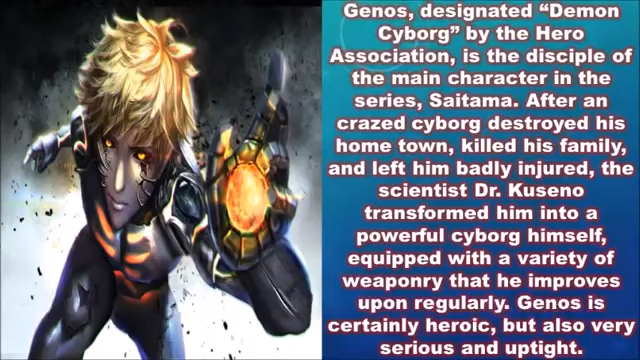 Genos, designated “Demon
Cyborg” by the Hero
Association, is the disciple of
the main character in the
series, Saitama. After an
crazed cyborg destroyed his
home town, killed his family,
and left him badly injured, the
scientist Dr. Kuseno
transformed him into a
powerful cyborg himself,
equipped with a variety of
weaponry that he improves
upon regularly. Genos is
certainly heroic, but also very
serious and uptight.